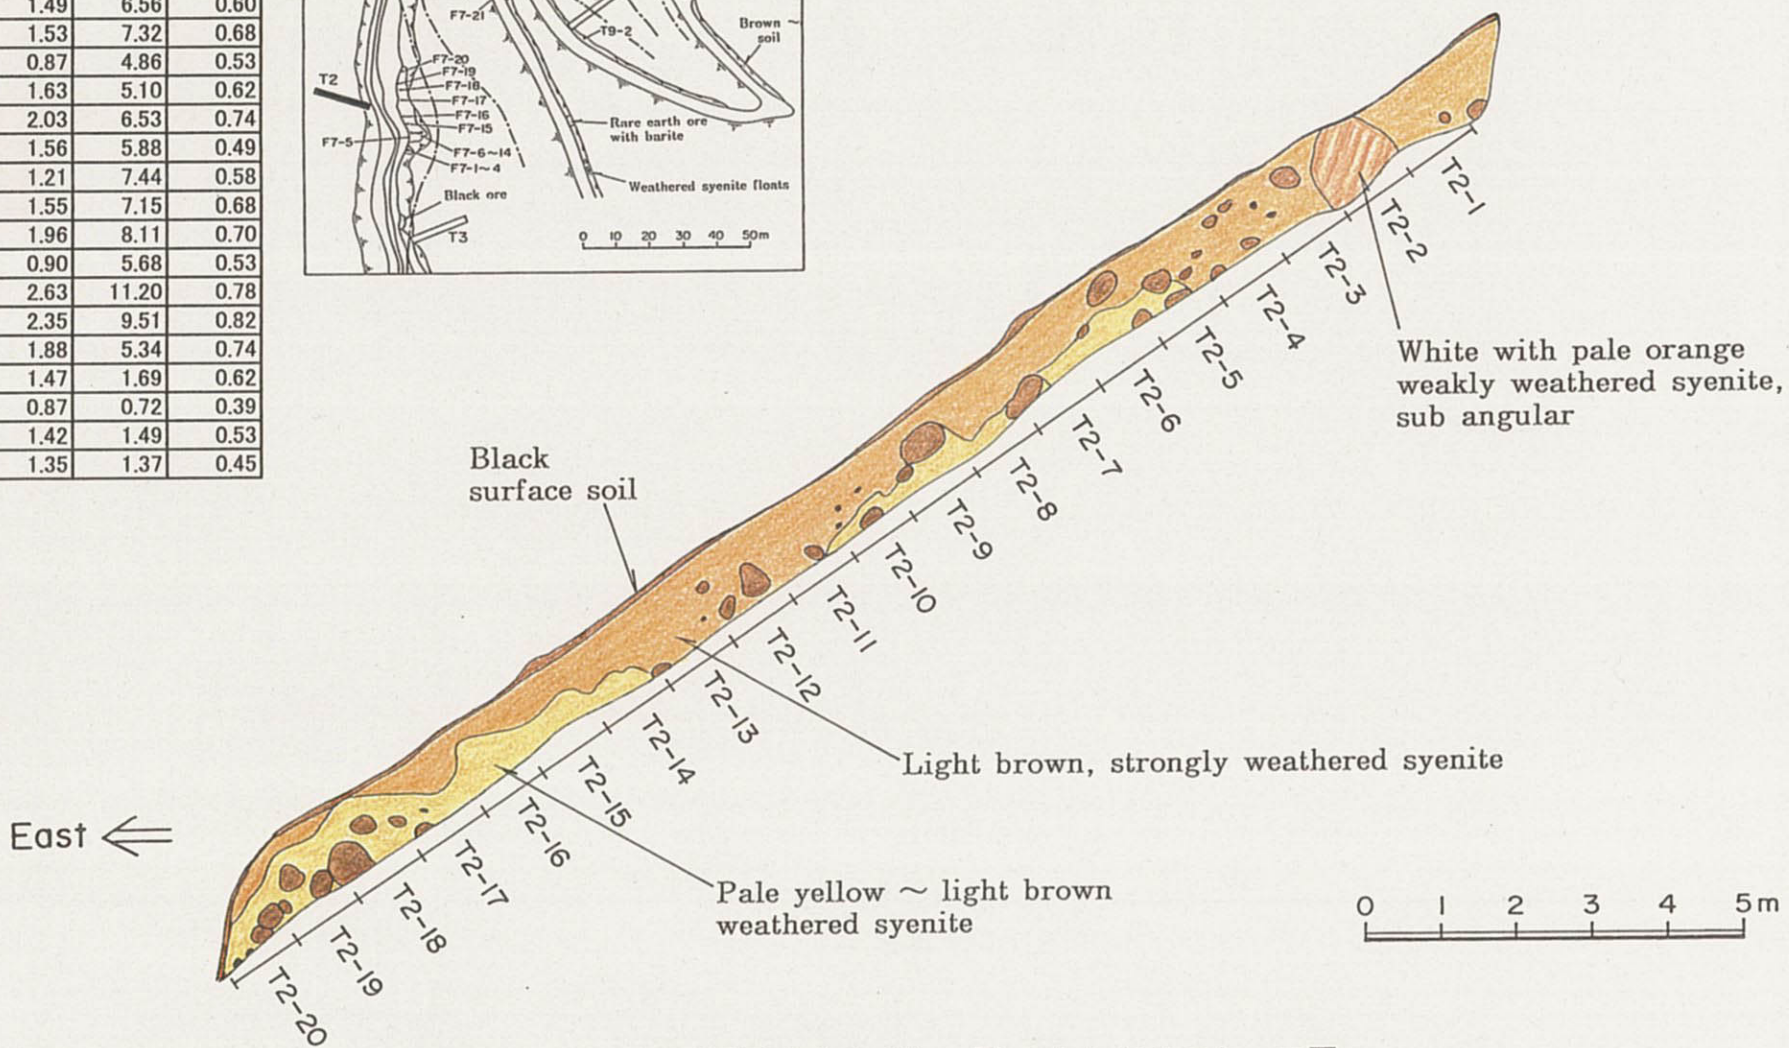 1.49 6.56 0.60
1.53 7.32 0.68
0.87 4.86 0.53
1.63 5.10 0.62
2.03 6.53 0.74
1.56 5.88 0.49
1.21 7.44 0.58
1.55 7.15 0.68
1.96 8.11 0.70
0.90 5.68 0.53
2.63 11.20 0.78
2.35 9.51 0.82
1.88 5.34 0.74
1.47 1.69 0.62
0.87 0.72 0.39
1.42 1.49 0.53
1.35 1.37 0.45
F7-21
T9-2
Brown ~
soil
F7-20
F7-19
F7-18
F7-17
F7-16
F7-15
T2
F7-5
F7-6~14
F7-1~4
Rare earth ore
with barite
Weathered syenite floats
Black ore
T3
0 10 20 30 40 50m
T2-1
T2-2
T2-3
T2-4
T2-5
T2-6
T2-7
T2-8
T2-9
T2-10
T2-11
T2-12
T2-13
T2-14
T2-15
T2-16
T2-17
T2-18
T2-19
T2-20
White with pale orange
weakly weathered syenite,
sub angular
Black
surface soil
Light brown, strongly weathered syenite
Pale yellow ~ light brown
weathered syenite
East
0 1 2 3 4 5m